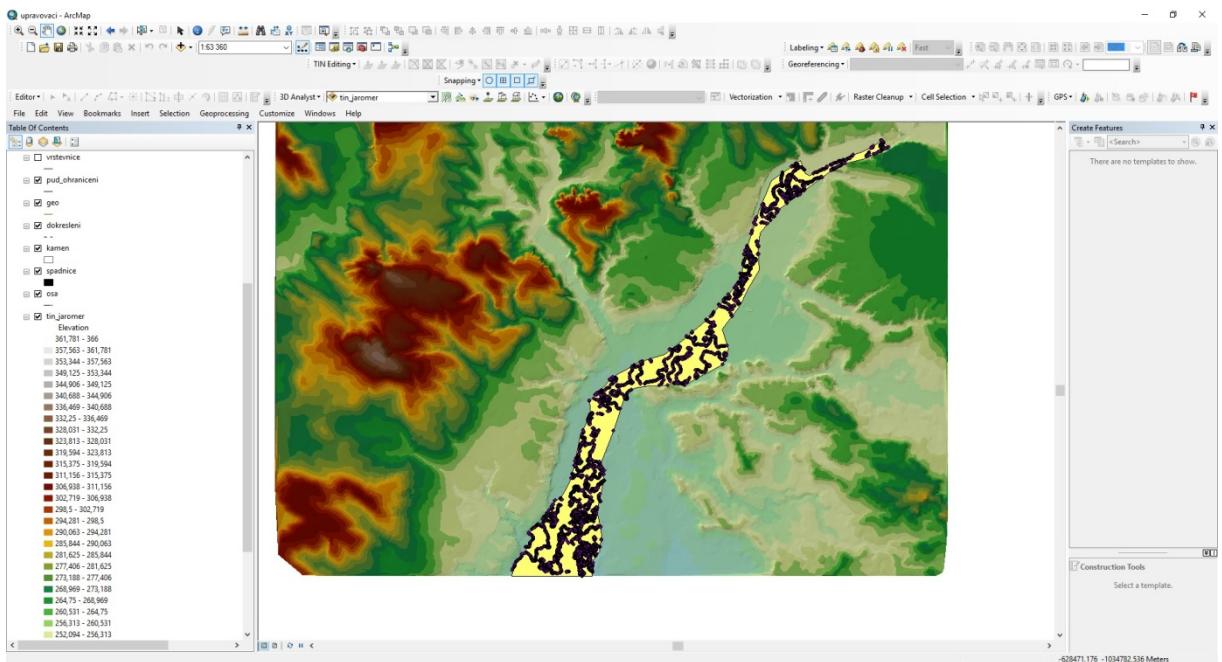 upravovaci - ArcMap
1:63 360
Labeling
Fast
TIN Editing
Georeferencing
Snapping
Editor
3D Analyst
tin_jaromer
Vectorization
Raster Cleanup
Cell Selection
GPS
File Edit View Bookmarks Insert Selection Geoprocessing Customize Windows Help
Table Of Contents
vrstevnice
pud_ohraniceni
geo
dokresleni
kamen
spadnice
osa
tin_jaromer
Elevation
361,781 - 366
357,563 - 361,781
353,344 - 357,563
349,125 - 353,344
344,906 - 349,125
340,688 - 344,906
336,469 - 340,688
332,25 - 336,469
328,031 - 332,25
323,813 - 328,031
319,594 - 323,813
315,375 - 319,594
311,156 - 315,375
306,938 - 311,156
302,719 - 306,938
298,5 - 302,719
294,281 - 298,5
290,063 - 294,281
285,844 - 290,063
281,625 - 285,844
277,406 - 281,625
273,188 - 277,406
268,969 - 273,188
264,75 - 268,969
260,531 - 264,75
256,313 - 260,531
252,094 - 256,313
Create Features
<Search>
There are no templates to show.
Construction Tools
Select a template.
-628471,176 -1034782,536 Meters